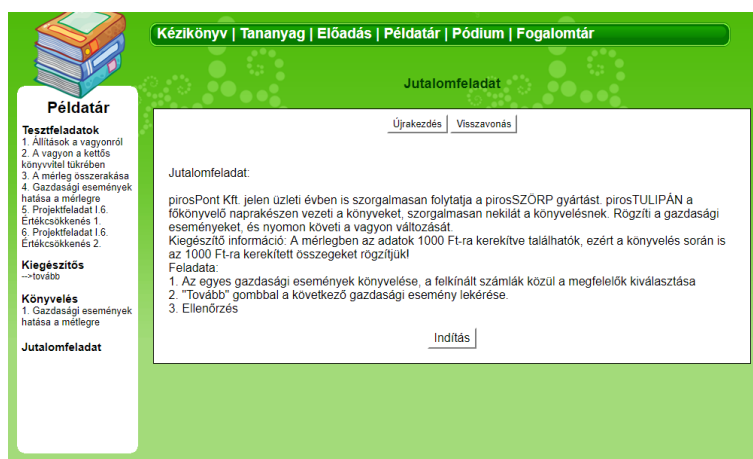 Kézikönyv | Tananyag | Előadás | Példatár | Pódium | Fogalomtár
Jutalomfeladat
Példatár
Tesztfeladatok
1. Állítások a vagyonról
2. A vagyon a kettős
könyvvitel tükrében
3. A mérleg összerakása
4. Gazdasági események
hatása a mérlegre
5. Projektfeladat I.6.
Értékcsökkenés 1.
6. Projektfeladat I.6.
Értékcsökkenés 2.
Kiegészítős
-->tovább
Könyvelés
1. Gazdasági események
hatása a métlegre
Jutalomfeladat
Újrakezdés Visszavonás
Jutalomfeladat:
pirosPont Kft. jelen üzleti évben is szorgalmasan folytatja a pirosSZÖRP gyártást. pirosTULIPÁN a
főkönyvelő naprakészen vezeti a könyveket, szorgalmasan nekilát a könyvelésnek. Rögzíti a gazdasági
eseményeket, és nyomon követi a vagyon változását.
Kiegészítő információ: A mérlegben az adatok 1000 Ft-ra kerekítve találhatók, ezért a könyvelés során is
az 1000 Ft-ra kerekített összegeket rögzítjük!
Feladata:
1. Az egyes gazdasági események könyvelése, a felkínált számlák közül a megfelelők kiválasztása
2. "Tovább" gombbal a következő gazdasági esemény lekérése.
3. Ellenőrzés
Indítás